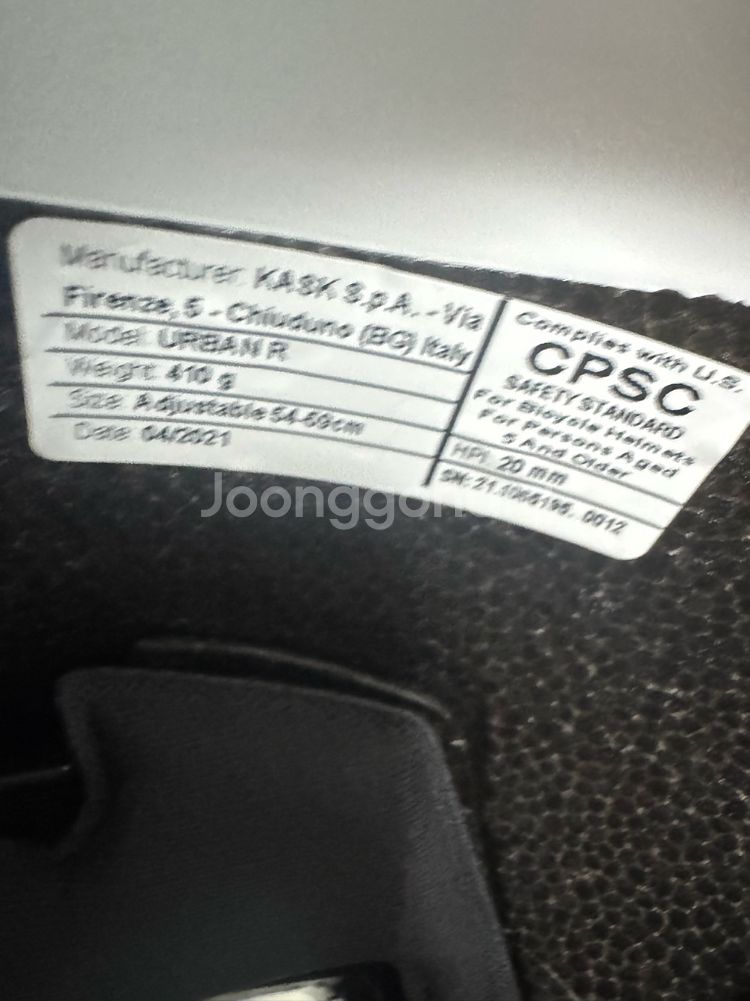 Manufacturer: KASK S.p.A. - Via
Firenze, 5 - Chiuduno (BG) Italy
Model: URBAN R
Weight: 410 g
Size: Adjustable 54-59cm
Date: 04/2021
Complies with U.S.
CPSC
SAFETY STANDARD
For Bicycle Helmets
For Persons Aged
5 And Older
HPI: 20 mm
Joonggon